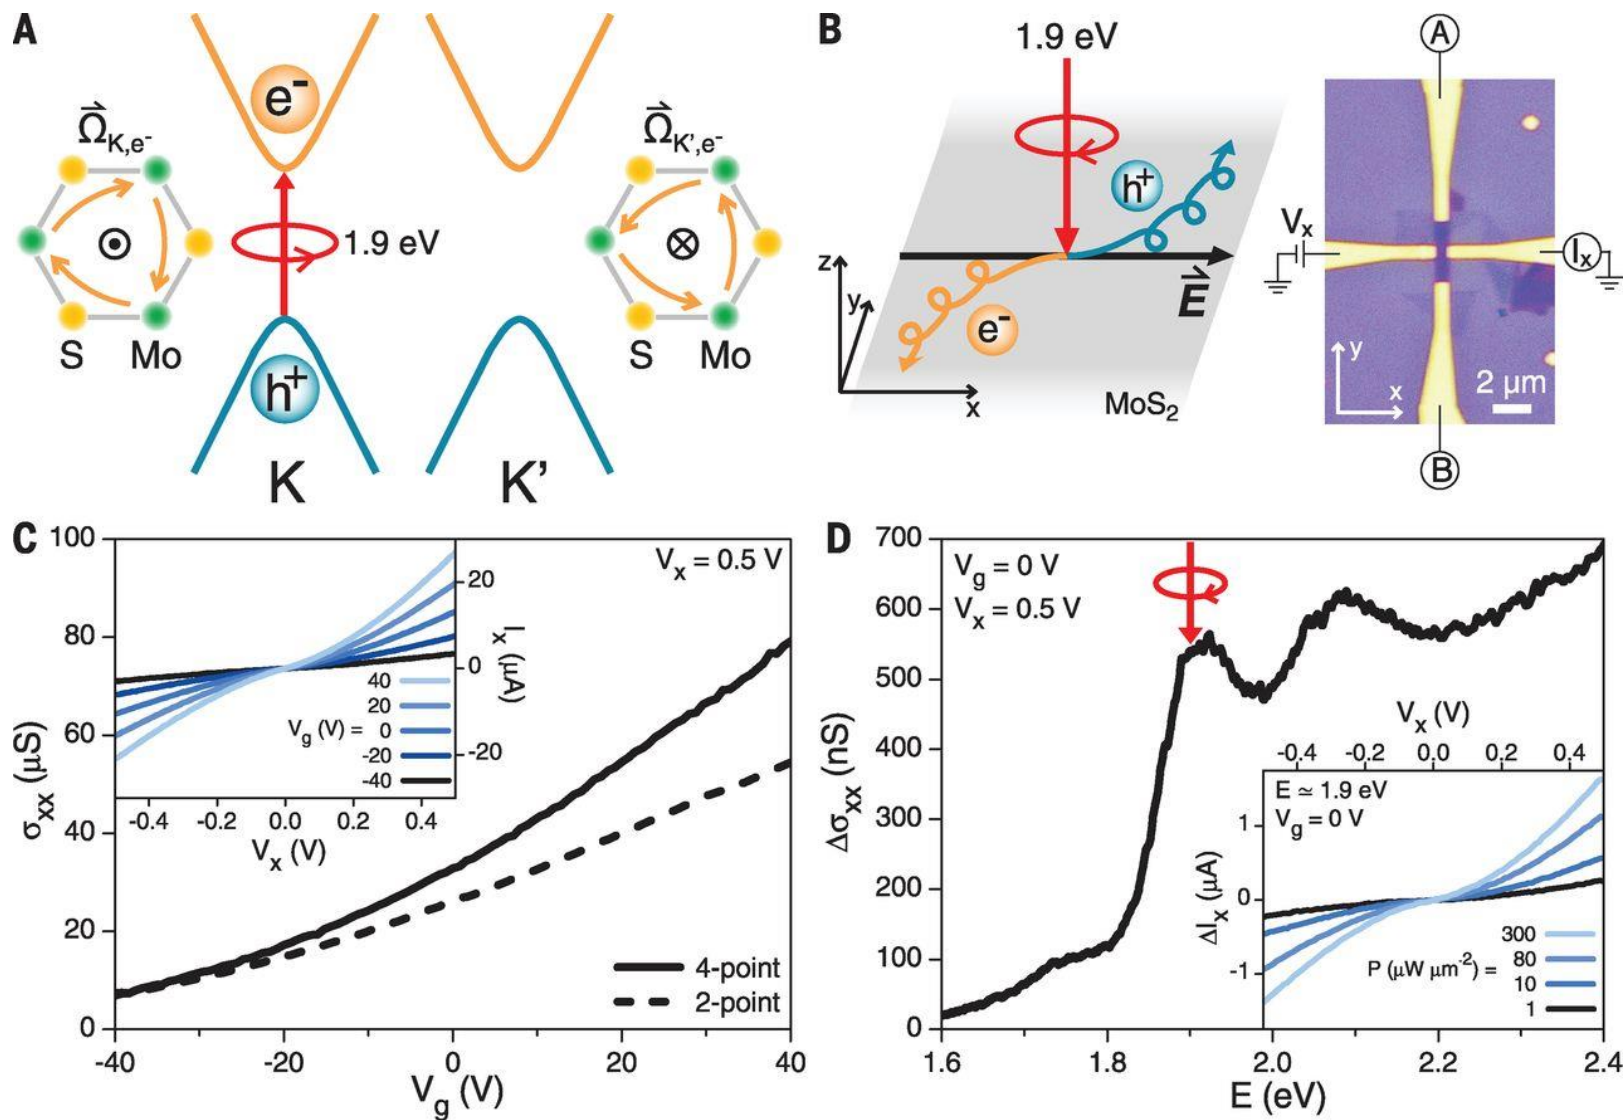 A
e⁻
Ω⃗K,e⁻
Ω⃗K',e⁻
1.9 eV
S Mo
S Mo
h⁺
K
K'
B
1.9 eV
h⁺
E⃗
e⁻
z
y
x
MoS₂
A
Vₓ
Iₓ
y
x
2 μm
B
C
100
80
60
40
20
0
σxx (μS)
Vₓ = 0.5 V
20
0
-20
Iₓ (μA)
Vg (V) =
40
20
0
-20
-40
-0.4 -0.2 0.0 0.2 0.4
Vₓ (V)
4-point
2-point
-40 -20 0 20 40
Vg (V)
D
700
600
500
400
300
200
100
0
Δσxx (nS)
Vg = 0 V
Vₓ = 0.5 V
Vₓ (V)
-0.4 -0.2 0.0 0.2 0.4
E ≃ 1.9 eV
Vg = 0 V
1
0
-1
ΔIₓ (μA)
P (μW μm⁻²) =
300
80
10
1
1.6 1.8 2.0 2.2 2.4
E (eV)